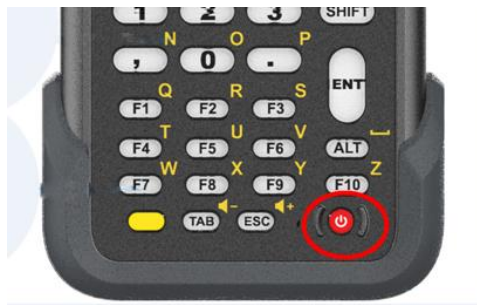 1 2 3 SHIFT
N O P
, 0 . ENT
Q R S
F1 F2 F3
T U V
F4 F5 F6 ALT
W X Y Z
F7 F8 F9 F10
- +
TAB ESC